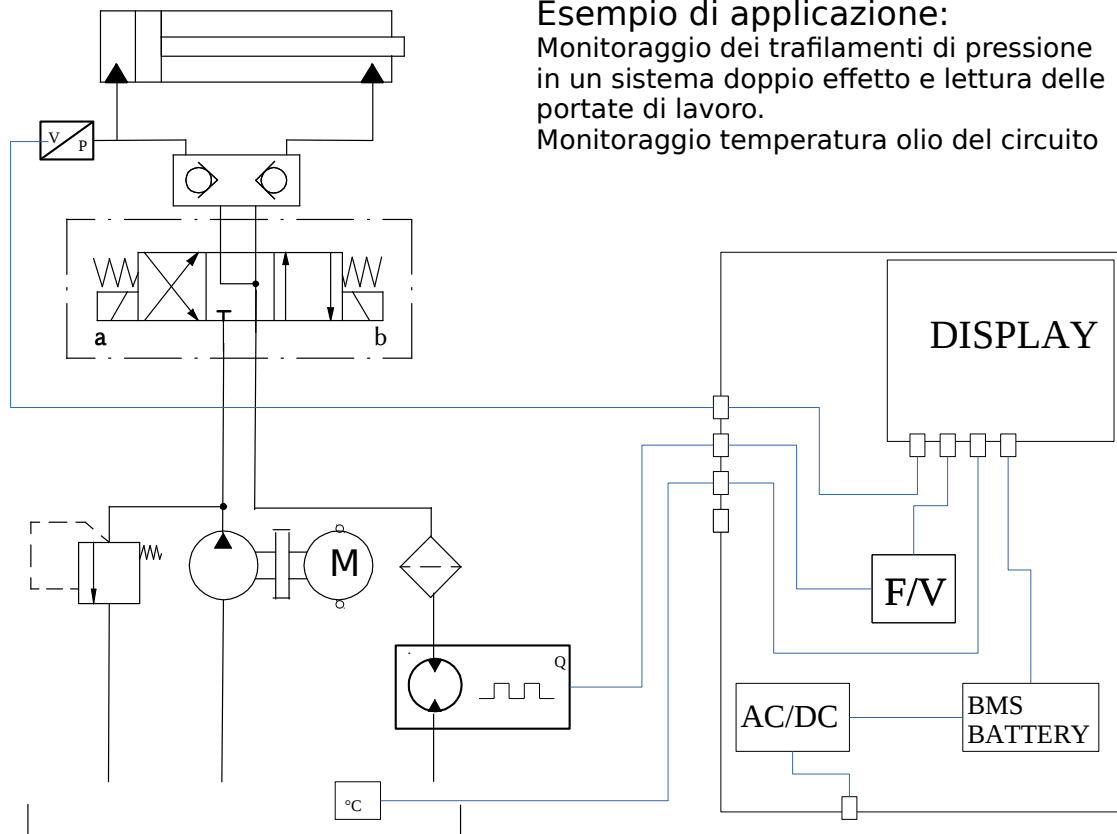 Esempio di applicazione:
Monitoraggio dei trafilamenti di pressione
in un sistema doppio effetto e lettura delle
portate di lavoro.
Monitoraggio temperatura olio del circuito
V
P
a
b
DISPLAY
M
F/V
Q
AC/DC
BMS
BATTERY
°C